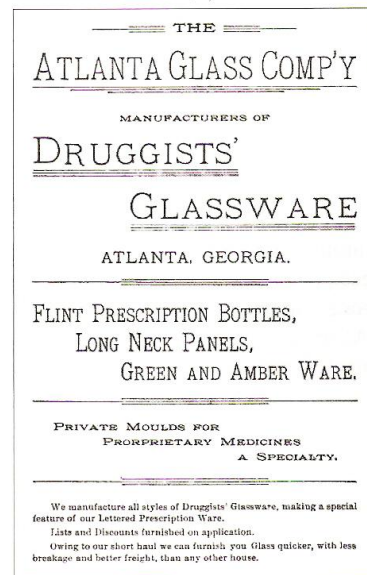 THE
ATLANTA GLASS COMP'Y
MANUFACTURERS OF
DRUGGISTS'
GLASSWARE
ATLANTA, GEORGIA.
FLINT PRESCRIPTION BOTTLES,
LONG NECK PANELS,
GREEN AND AMBER WARE.
PRIVATE MOULDS FOR
PRORPRIETARY MEDICINES
A SPECIALTY.
We manufacture all styles of Druggists' Glassware, making a special
feature of our Lettered Prescription Ware.
Lists and Discounts furnished on application.
Owing to our short haul we can furnish you Glass quicker, with less
breakage and better freight, than any other house.